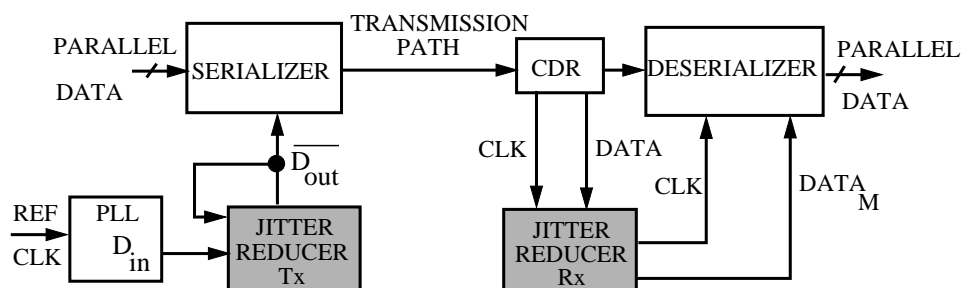 PARALLEL
DATA
SERIALIZER
TRANSMISSION
PATH
CDR
DESERIALIZER
PARALLEL
DATA
CLK
DATA
CLK
DATA M
D out
REF
CLK
PLL
D in
JITTER
REDUCER
Tx
JITTER
REDUCER
Rx